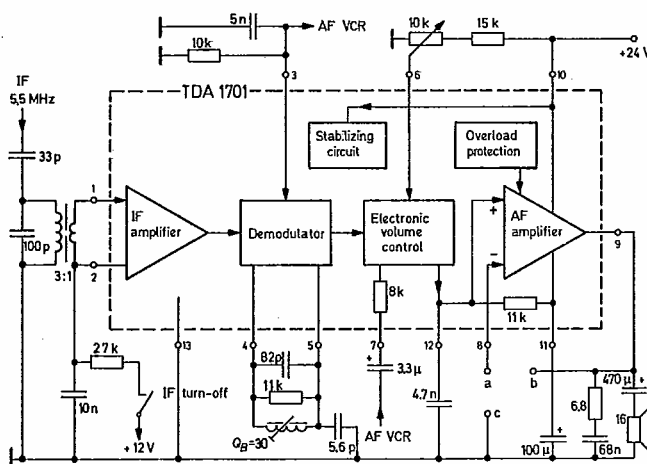 5n
AF VCR
10k
10k
15k
+24 V
3
6
10
IF
5,5 MHz
TDA 1701
33p
Stabilizing
circuit
Overload
protection
1
IF
amplifier
Demodulator
Electronic
volume
control
+
AF
amplifier
−
9
100p
3:1
2
8k
11k
13
4
5
7
12
8
11
27k
82p
+
3.3µ
a
b
470µ
+
11k
4.7n
10n
IF turn-off
c
6,8
16
+12V
Q_B=30
5,6p
AF VCR
100µ
+
68n